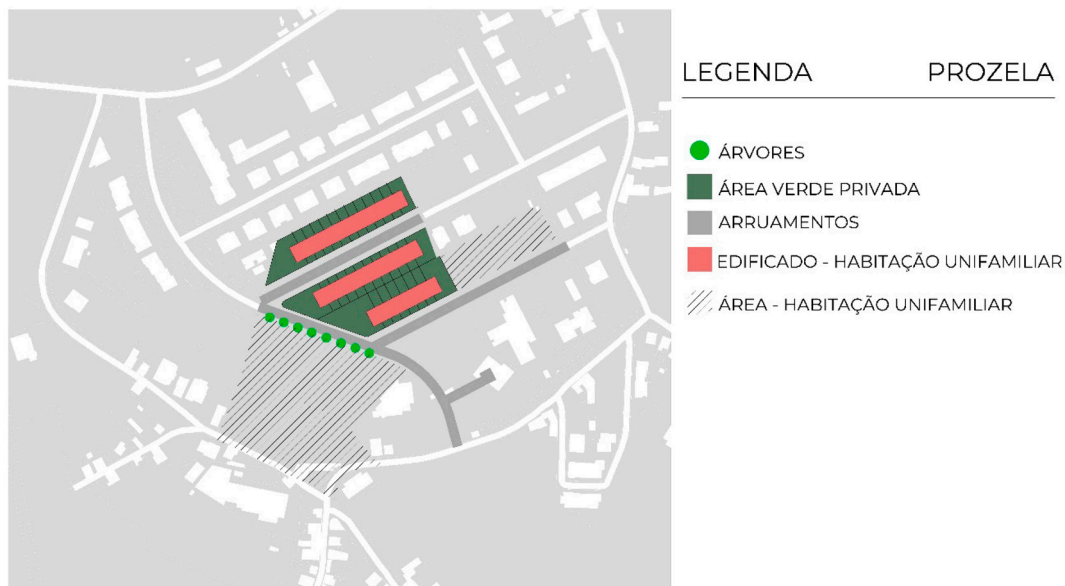 LEGENDA PROZELA
ÁRVORES
ÁREA VERDE PRIVADA
ARRUAMENTOS
EDIFICADO - HABITAÇÃO UNIFAMILIAR
ÁREA - HABITAÇÃO UNIFAMILIAR